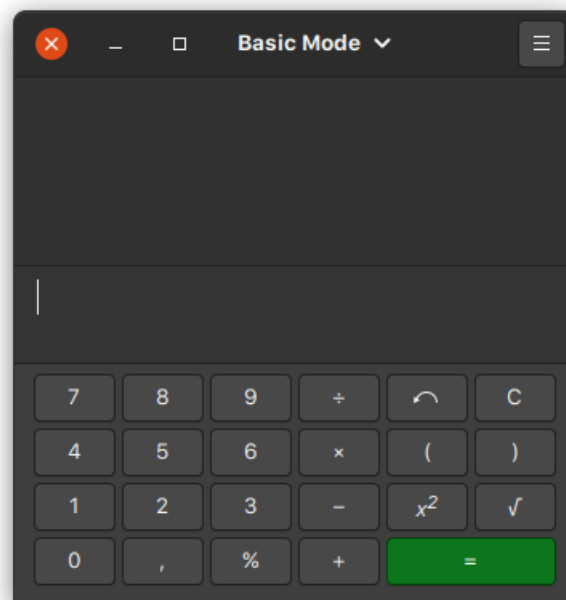 Basic Mode
7 8 9 ÷ C
4 5 6 × ( )
1 2 3 − x² √
0 , % + =